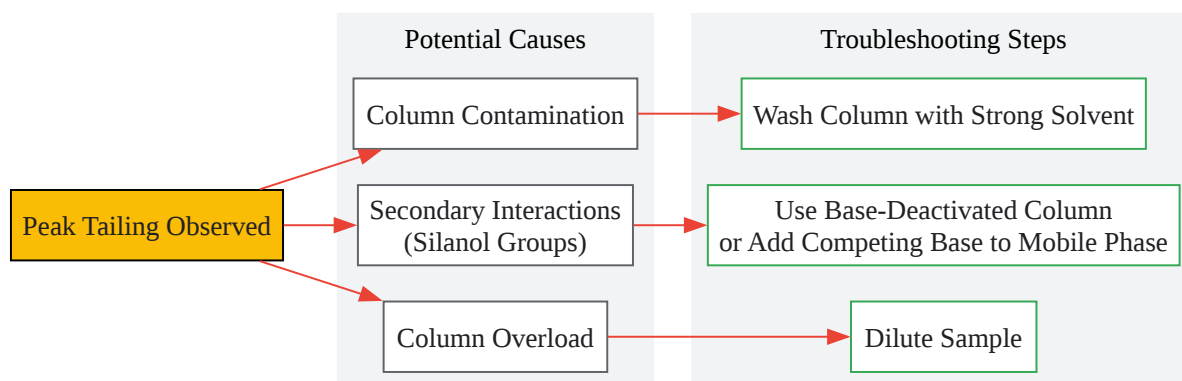 Potential Causes
Troubleshooting Steps
Column Contamination
Wash Column with Strong Solvent
Peak Tailing Observed
Secondary Interactions
(Silanol Groups)
Use Base-Deactivated Column
or Add Competing Base to Mobile Phase
Column Overload
Dilute Sample